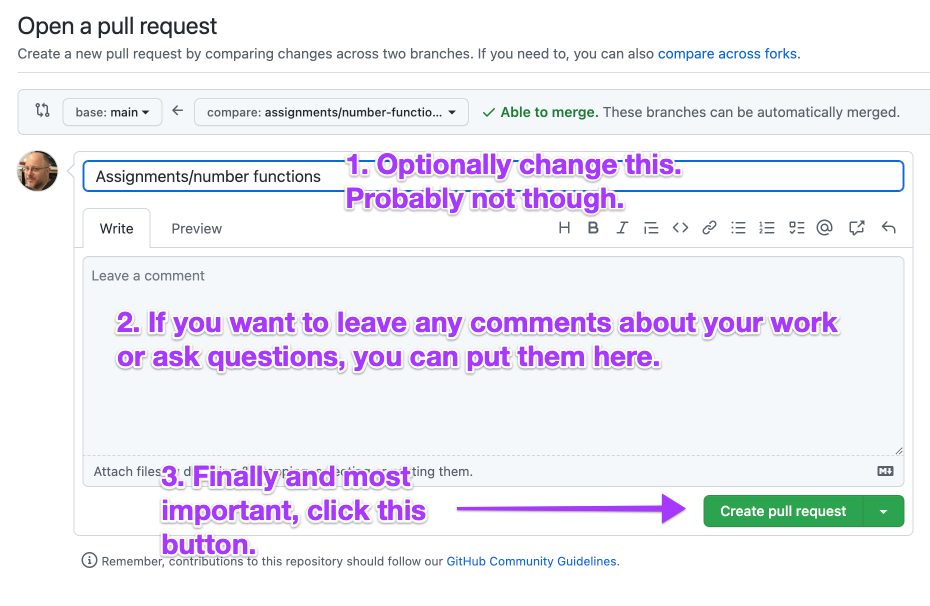 Open a pull request
Create a new pull request by comparing changes across two branches. If you need to, you can also compare across forks.
base: main
compare: assignments/number-functio...
Able to merge. These branches can be automatically merged.
Assignments/number functions
1. Optionally change this.
Probably not though.
Write
Preview
Leave a comment
2. If you want to leave any comments about your work
or ask questions, you can put them here.
Attach files
ting them.
3. Finally and most
important, click this
button.
Create pull request
Remember, contributions to this repository should follow our GitHub Community Guidelines.